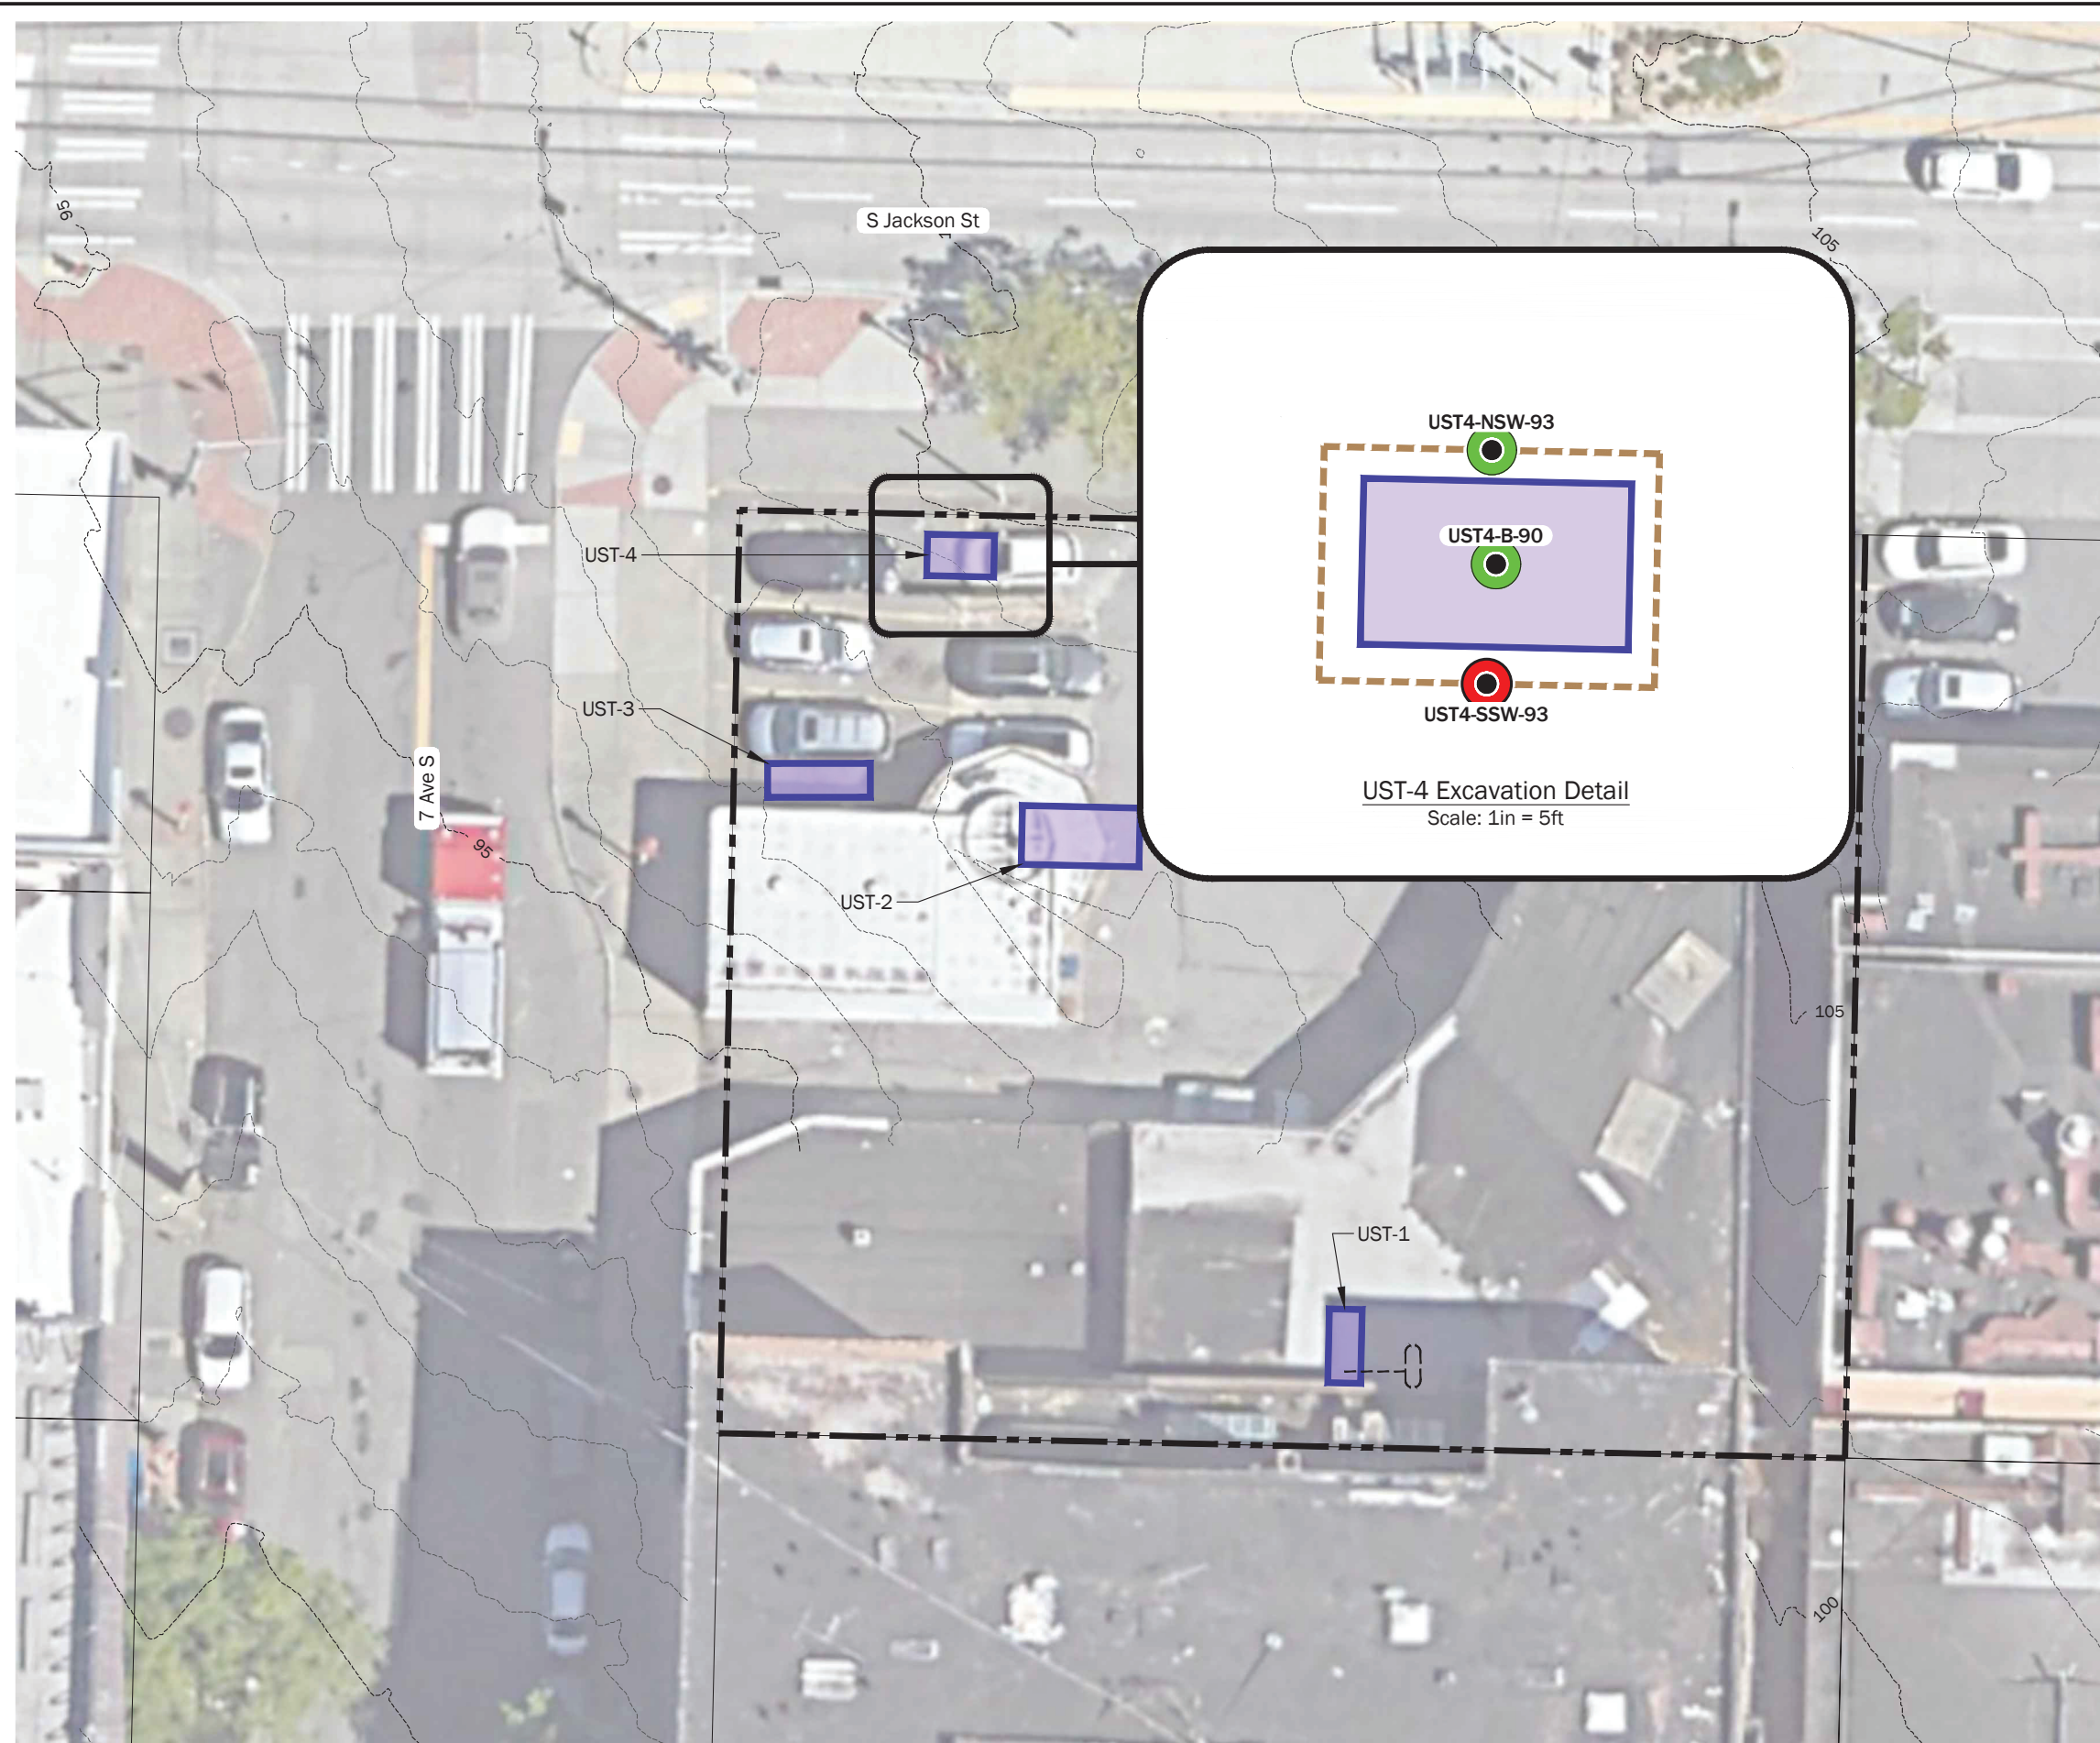 95
S Jackson St
105
UST4-NSW-93
UST4-B-90
UST-4
UST4-SSW-93
UST-3
7 Ave S
UST-4 Excavation Detail
Scale: 1in = 5ft
95
UST-2
105
UST-1
100